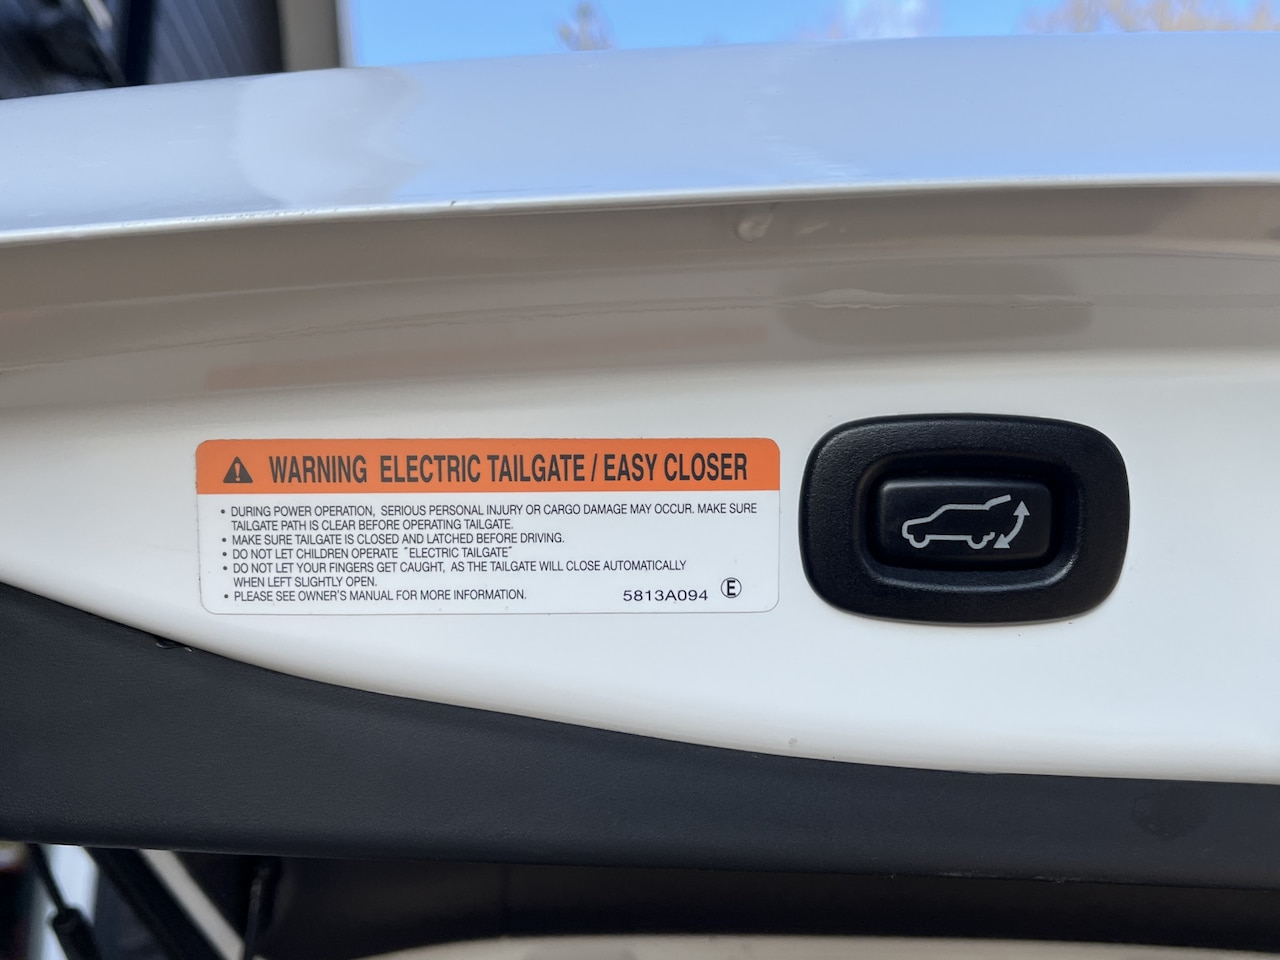 WARNING ELECTRIC TAILGATE / EASY CLOSER
• DURING POWER OPERATION, SERIOUS PERSONAL INJURY OR CARGO DAMAGE MAY OCCUR. MAKE SURE
TAILGATE PATH IS CLEAR BEFORE OPERATING TAILGATE.
• MAKE SURE TAILGATE IS CLOSED AND LATCHED BEFORE DRIVING.
• DO NOT LET CHILDREN OPERATE "ELECTRIC TAILGATE"
• DO NOT LET YOUR FINGERS GET CAUGHT, AS THE TAILGATE WILL CLOSE AUTOMATICALLY
WHEN LEFT SLIGHTLY OPEN.
• PLEASE SEE OWNER'S MANUAL FOR MORE INFORMATION.
5813A094 Ⓔ